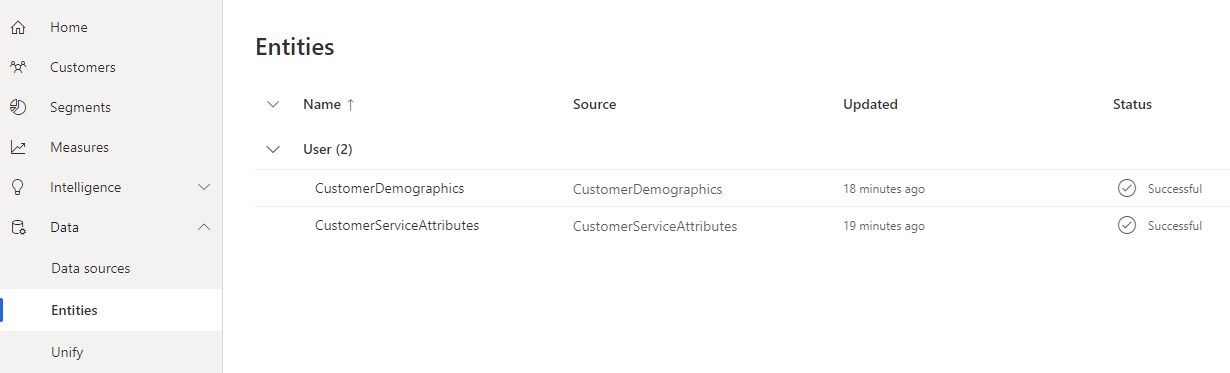 Home
Customers
Segments
Measures
Intelligence
Data
Data sources
Entities
Unify
Entities
Name ↑ Source Updated Status
User (2)
CustomerDemographics CustomerDemographics 18 minutes ago Successful
CustomerServiceAttributes CustomerServiceAttributes 19 minutes ago Successful